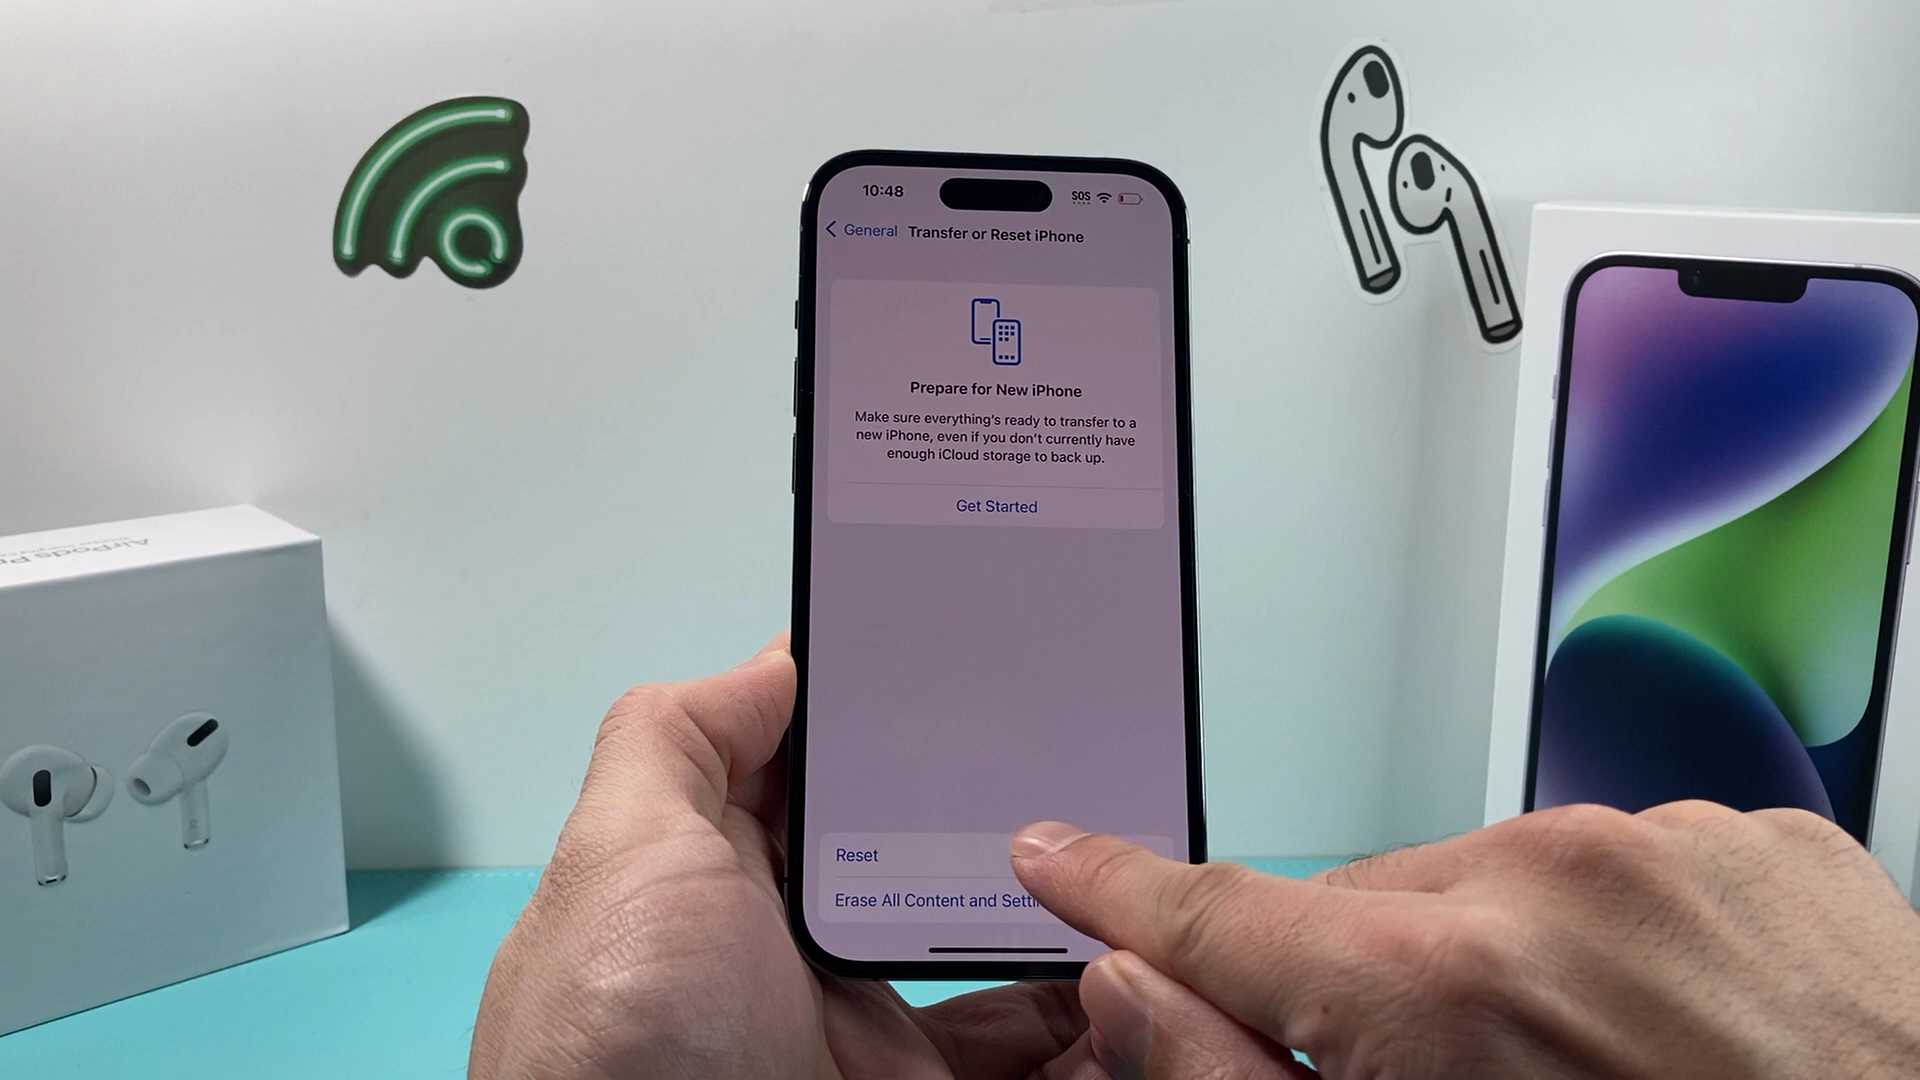 10:48
SOS
General
Transfer or Reset iPhone
Prepare for New iPhone
Make sure everything's ready to transfer to a
new iPhone, even if you don't currently have
enough iCloud storage to back up.
Get Started
Reset
Erase All Content and Setti
AirPods Pro